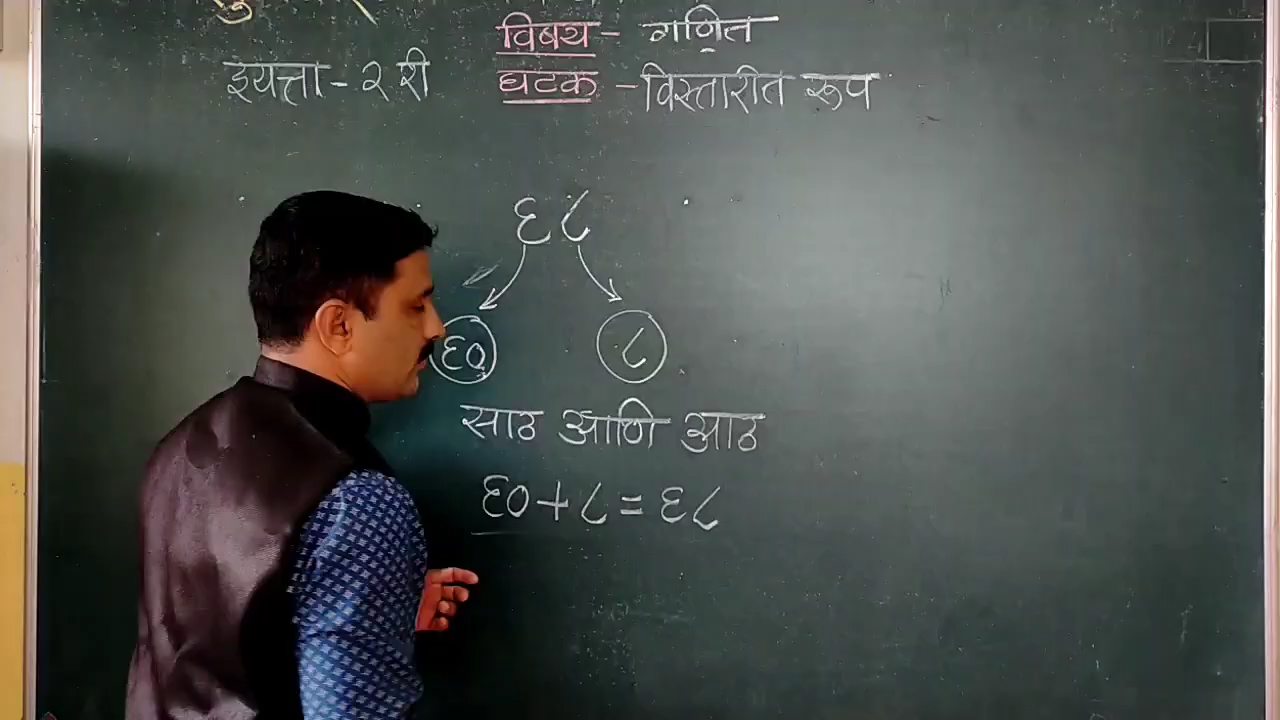 विषय - गणित
इयत्ता - २ री
घटक - विस्तारीत रूप
६८
६० ८
साठ आणि आठ
६० + ८ = ६८